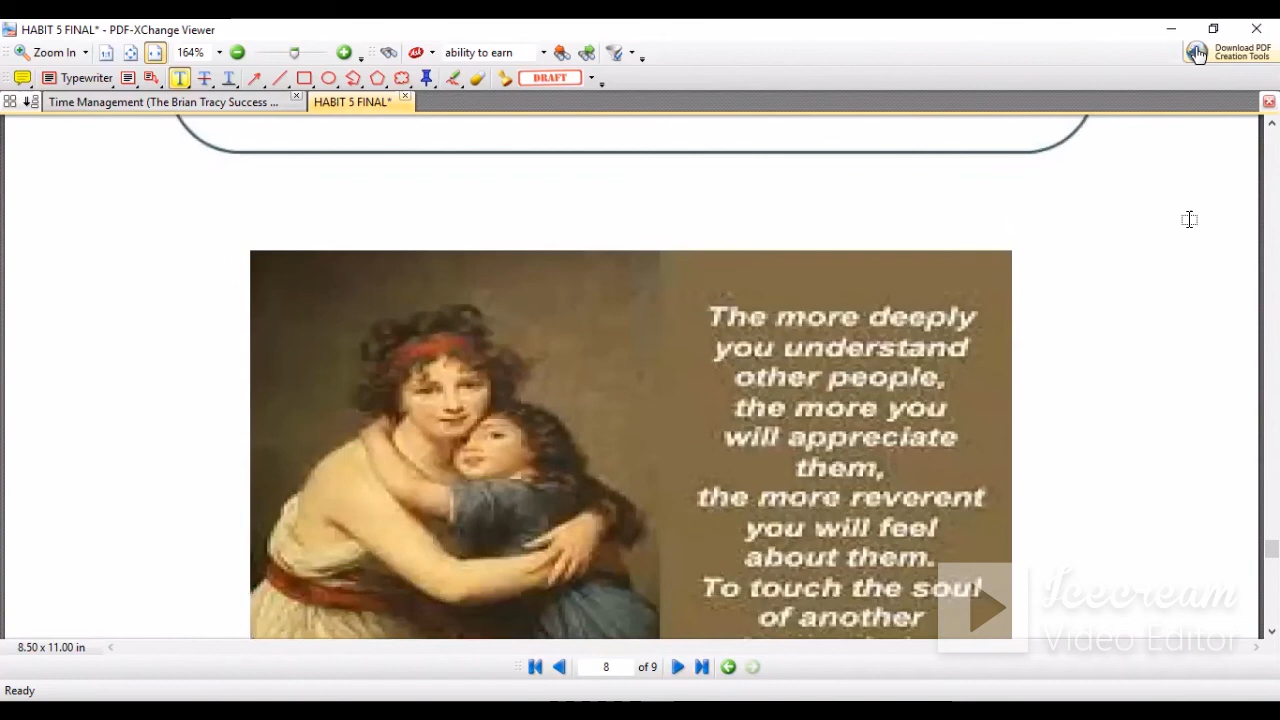 HABIT 5 FINAL* - PDF-XChange Viewer
Zoom In 164% ability to earn
Download PDF
Creation Tools
Typewriter DRAFT
Time Management (The Brian Tracy Success ...
HABIT 5 FINAL*
The more deeply
you understand
other people,
the more you
will appreciate
them,
the more reverent
you will feel
about them.
To touch the soul
of another
Icecream
Video Editor
8.50 x 11.00 in
8 of 9
Ready